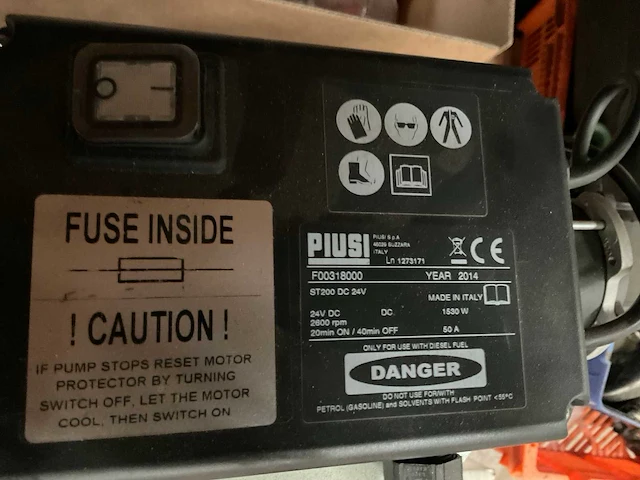 FUSE INSIDE
! CAUTION !
IF PUMP STOPS RESET MOTOR
PROTECTOR BY TURNING
SWITCH OFF, LET THE MOTOR
COOL, THEN SWITCH ON
PIUSI
PIUSI S.p.A
46029 SUZZARA
ITALY
Ln 1273171
CE
F00318000 YEAR 2014
ST200 DC 24V MADE IN ITALY
24V DC DC 1530 W
2600 rpm
20min ON / 40min OFF 50 A
ONLY FOR USE WITH DIESEL FUEL
DANGER
DO NOT USE FOR/WITH
PETROL (GASOLINE) and SOLVENTS WITH FLASH POINT <55°C